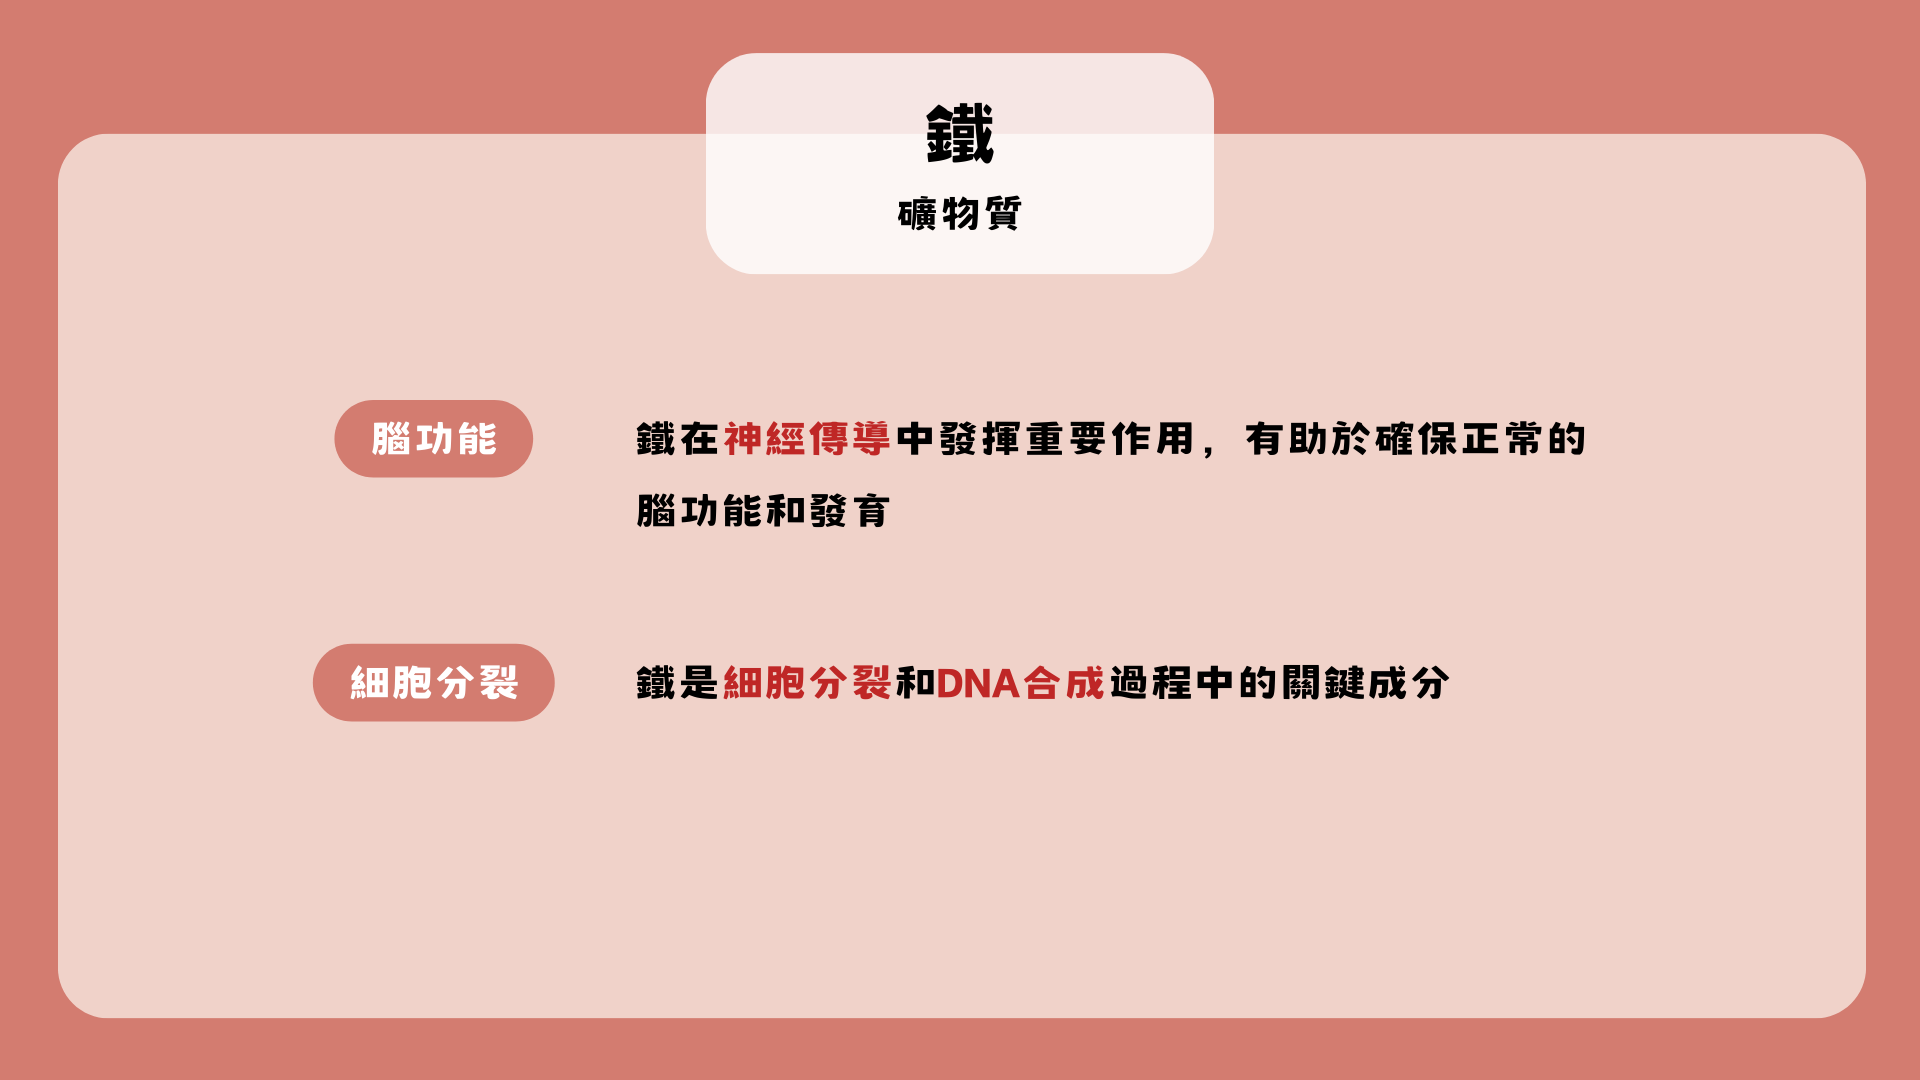 鐵
礦物質
腦功能
鐵在神經傳導中發揮重要作用，有助於確保正常的
腦功能和發育
細胞分裂
鐵是細胞分裂和DNA合成過程中的關鍵成分